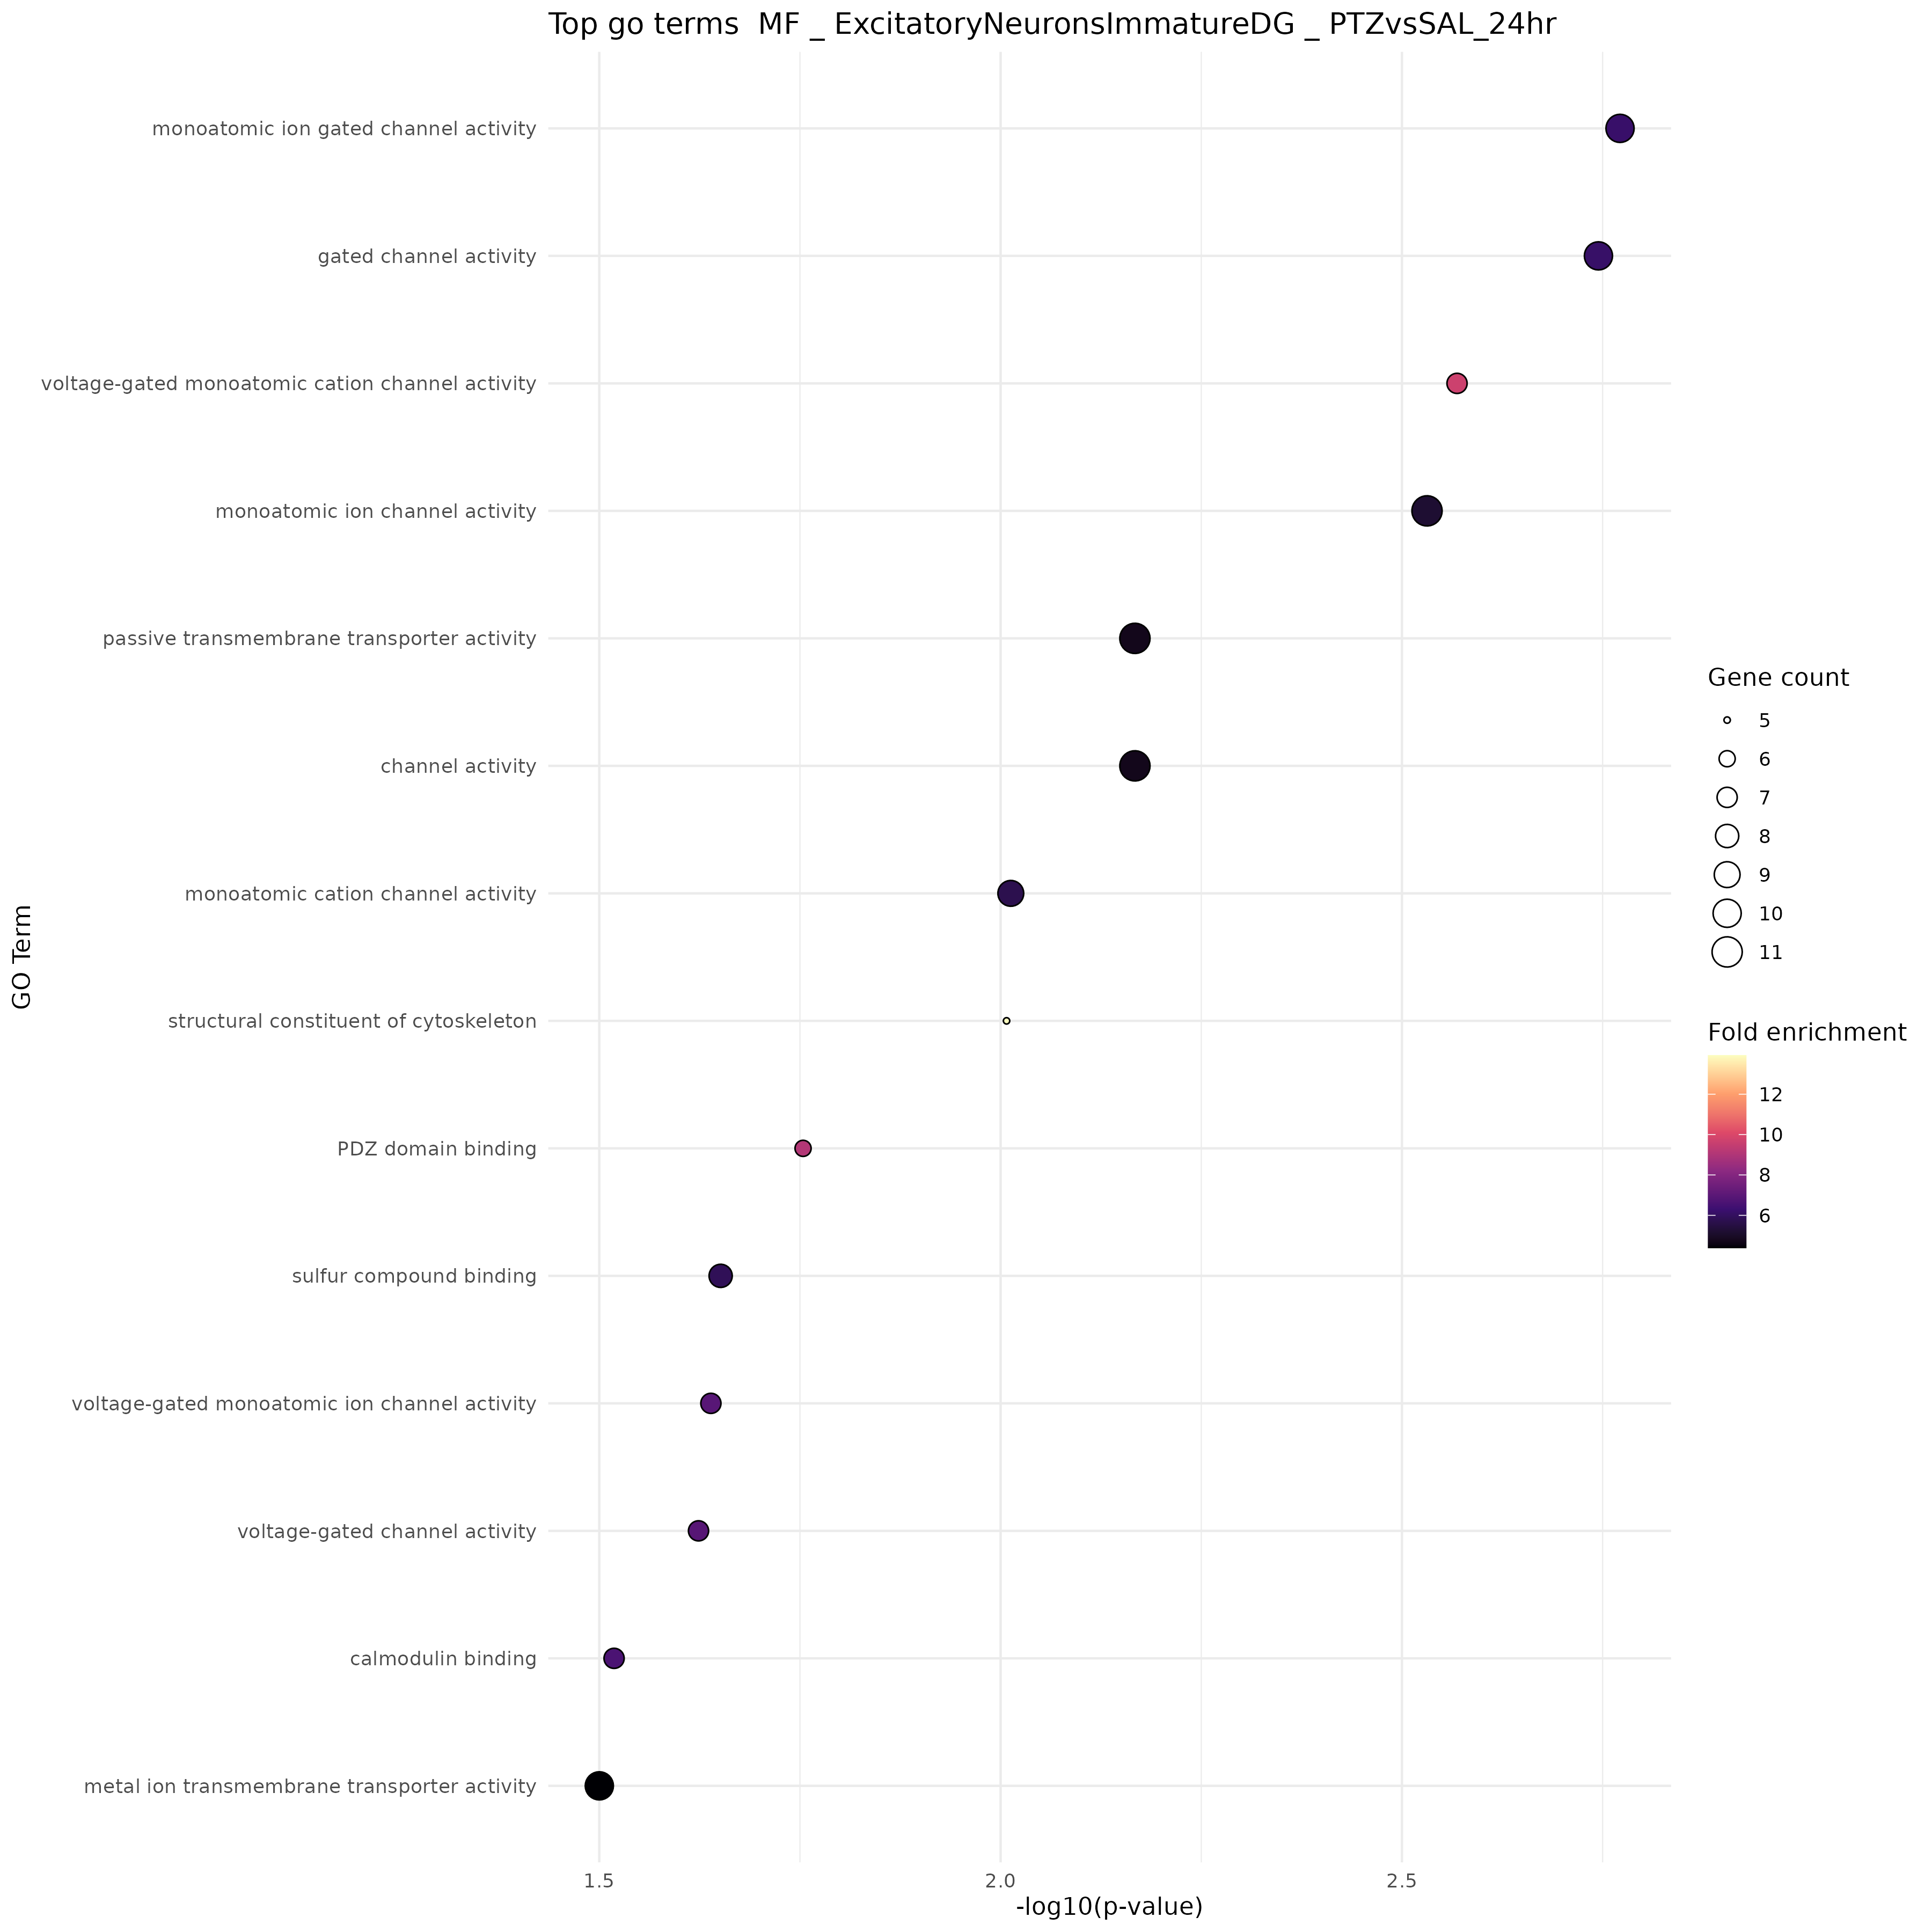 Top go terms  MF _ ExcitatoryNeuronsImmatureDG _ PTZvsSAL_24hr
monoatomic ion gated channel activity
gated channel activity
voltage-gated monoatomic cation channel activity
monoatomic ion channel activity
passive transmembrane transporter activity
channel activity
monoatomic cation channel activity
structural constituent of cytoskeleton
PDZ domain binding
sulfur compound binding
voltage-gated monoatomic ion channel activity
voltage-gated channel activity
calmodulin binding
metal ion transmembrane transporter activity
GO Term
1.5
2.0
2.5
-log10(p-value)
Gene count
5
6
7
8
9
10
11
Fold enrichment
12
10
8
6